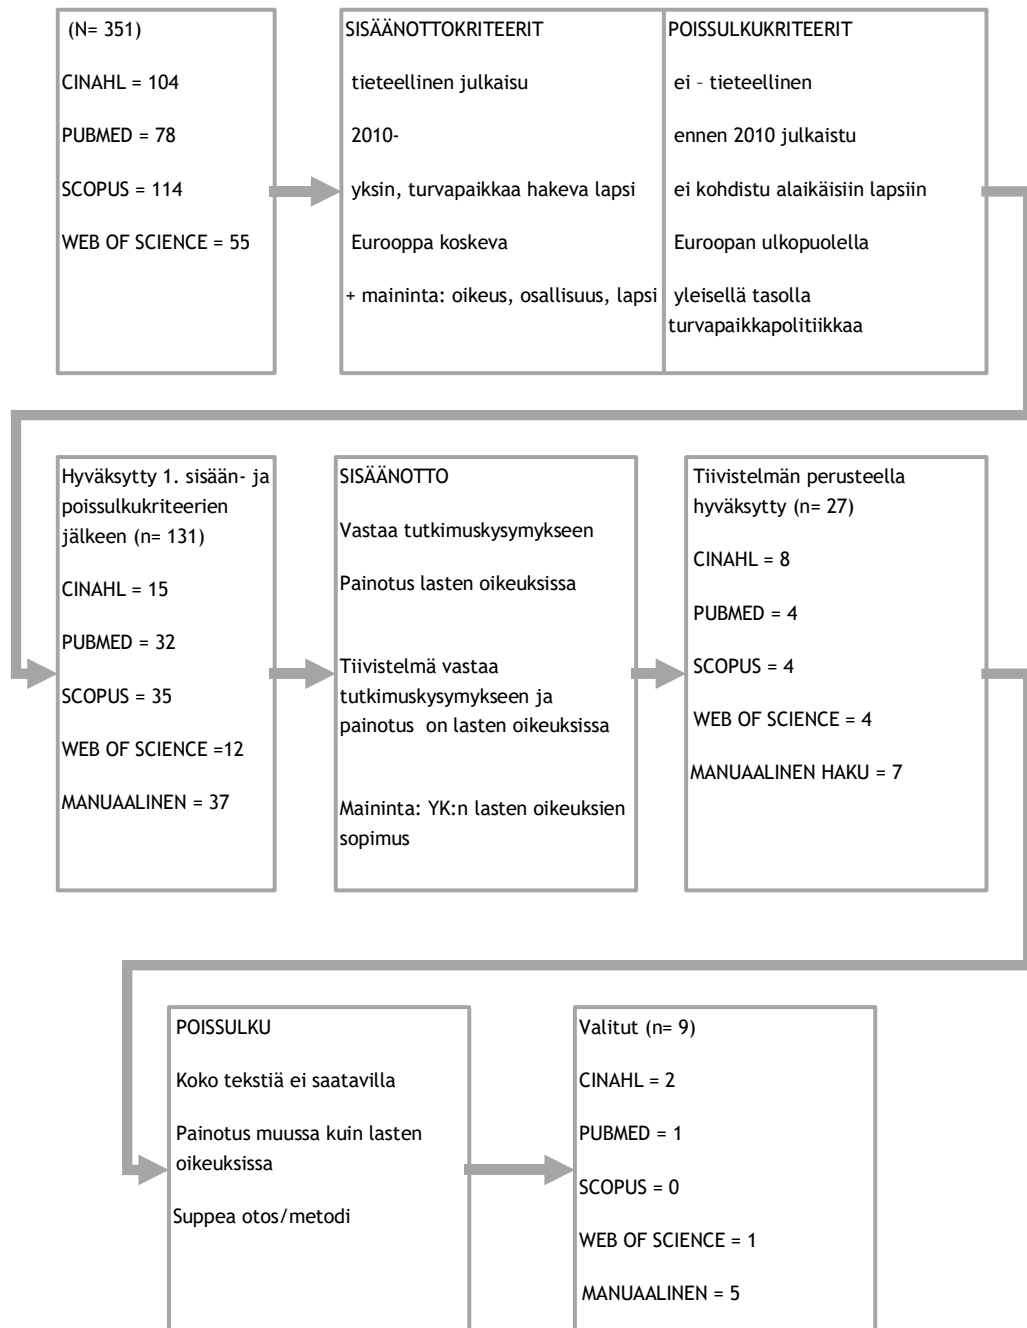 (N= 351)
CINAHL = 104
PUBMED = 78
SCOPUS = 114
WEB OF SCIENCE = 55
SISÄÄNOTTOKRITEERIT
tieteellinen julkaisu
2010-
yksin, turvapaikkaa hakeva lapsi
Eurooppa koskeva
+ maininta: oikeus, osallisuus, lapsi
POISSULKUKRITEERIT
ei – tieteellinen
ennen 2010 julkaistu
ei kohdistu alaikäisiin lapsiin
Euroopan ulkopuolella
yleisellä tasolla
turvapaikkapolitiikkaa
Hyväksytty 1. sisään- ja
poissulkukriteerien
jälkeen (n= 131)
CINAHL = 15
PUBMED = 32
SCOPUS = 35
WEB OF SCIENCE =12
MANUAALINEN = 37
SISÄÄNOTTO
Vastaa tutkimuskysymykseen
Painotus lasten oikeuksissa
Tiivistelmä vastaa
tutkimuskysymykseen ja
painotus  on lasten oikeuksissa
Maininta: YK:n lasten oikeuksien
sopimus
Tiivistelmän perusteella
hyväksytty (n= 27)
CINAHL = 8
PUBMED = 4
SCOPUS = 4
WEB OF SCIENCE = 4
MANUAALINEN HAKU = 7
POISSULKU
Koko tekstiä ei saatavilla
Painotus muussa kuin lasten
oikeuksissa
Suppea otos/metodi
Valitut (n= 9)
CINAHL = 2
PUBMED = 1
SCOPUS = 0
WEB OF SCIENCE = 1
MANUAALINEN = 5